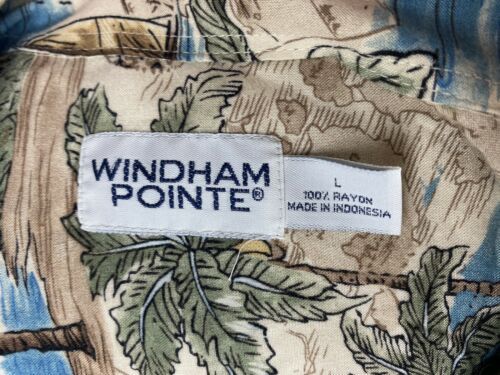 WINDHAM
POINTE®
L
100% RAYON
MADE IN INDONESIA